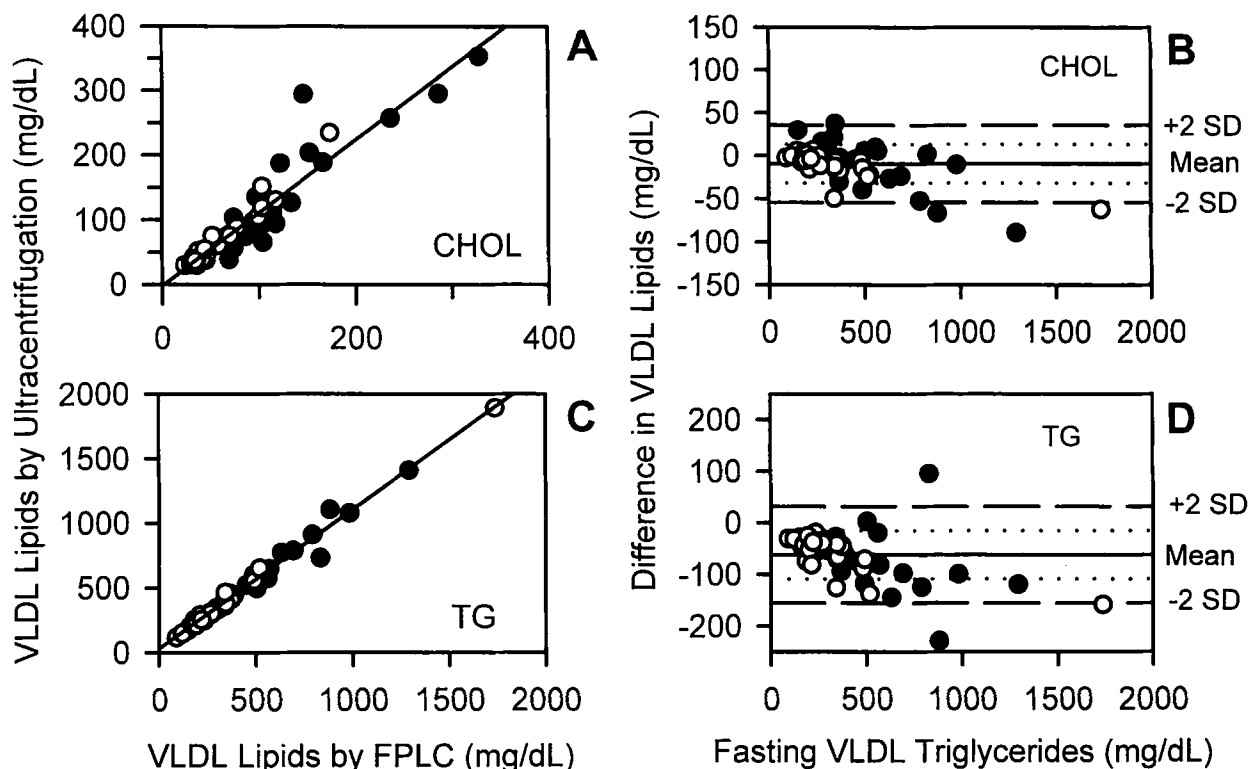 VLDL Lipids by Ultracentrifugation (mg/dL)
400
300
200
100
0
0
200
400
A
CHOL
Difference in VLDL Lipids (mg/dL)
150
100
50
0
-50
-100
-150
0
500
1000
1500
2000
B
CHOL
+2 SD
Mean
-2 SD
2000
1500
1000
500
0
0
500
1000
1500
2000
C
TG
VLDL Lipids by FPLC (mg/dL)
200
100
0
-100
-200
0
500
1000
1500
2000
D
TG
+2 SD
Mean
-2 SD
Fasting VLDL Triglycerides (mg/dL)